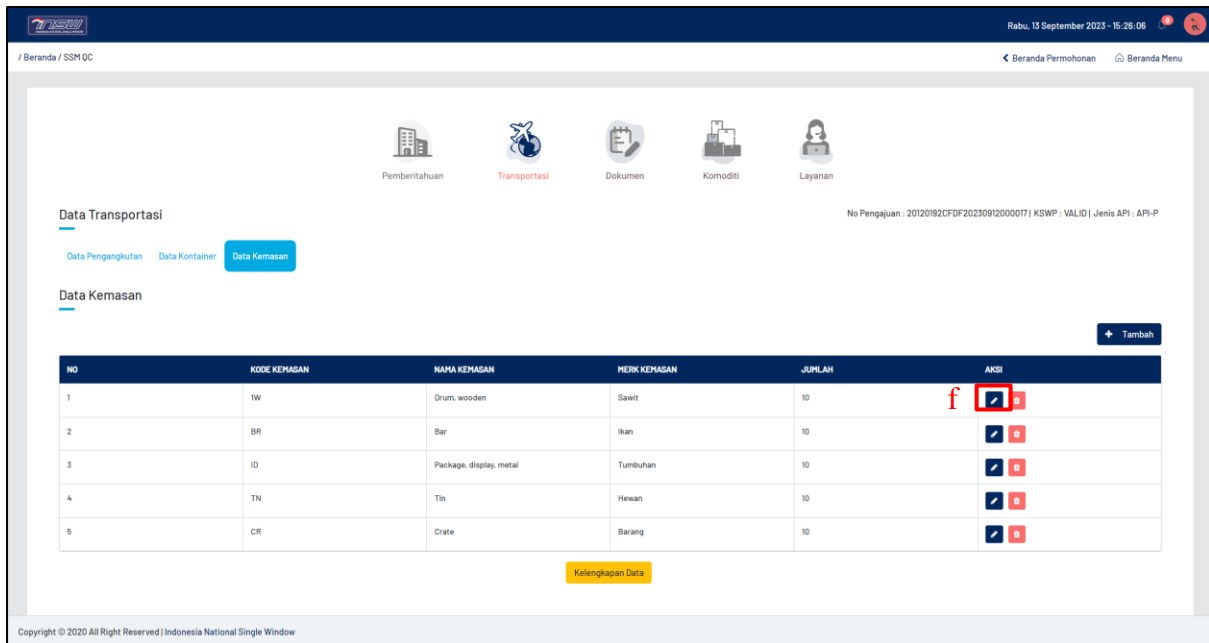 INSW
Rabu, 13 September 2023 - 15:26:06 0
/ Beranda / SSM QC
Beranda Permohonan Beranda Menu
Pemberitahuan Transportasi Dokumen Komoditi Layanan
Data Transportasi
No Pengajuan : 20120192CFDF20230912000017 | KSWP : VALID | Jenis API : API-P
Data Pengangkutan Data Kontainer Data Kemasan
Data Kemasan
+ Tambah
NO KODE KEMASAN NAMA KEMASAN MERK KEMASAN JUMLAH AKSI
1 1W Drum, wooden Sawit 10 f
2 BR Bar Ikan 10
3 ID Package, display, metal Tumbuhan 10
4 TN Tin Hewan 10
5 CR Crate Barang 10
Kelengkapan Data
Copyright © 2020 All Right Reserved | Indonesia National Single Window